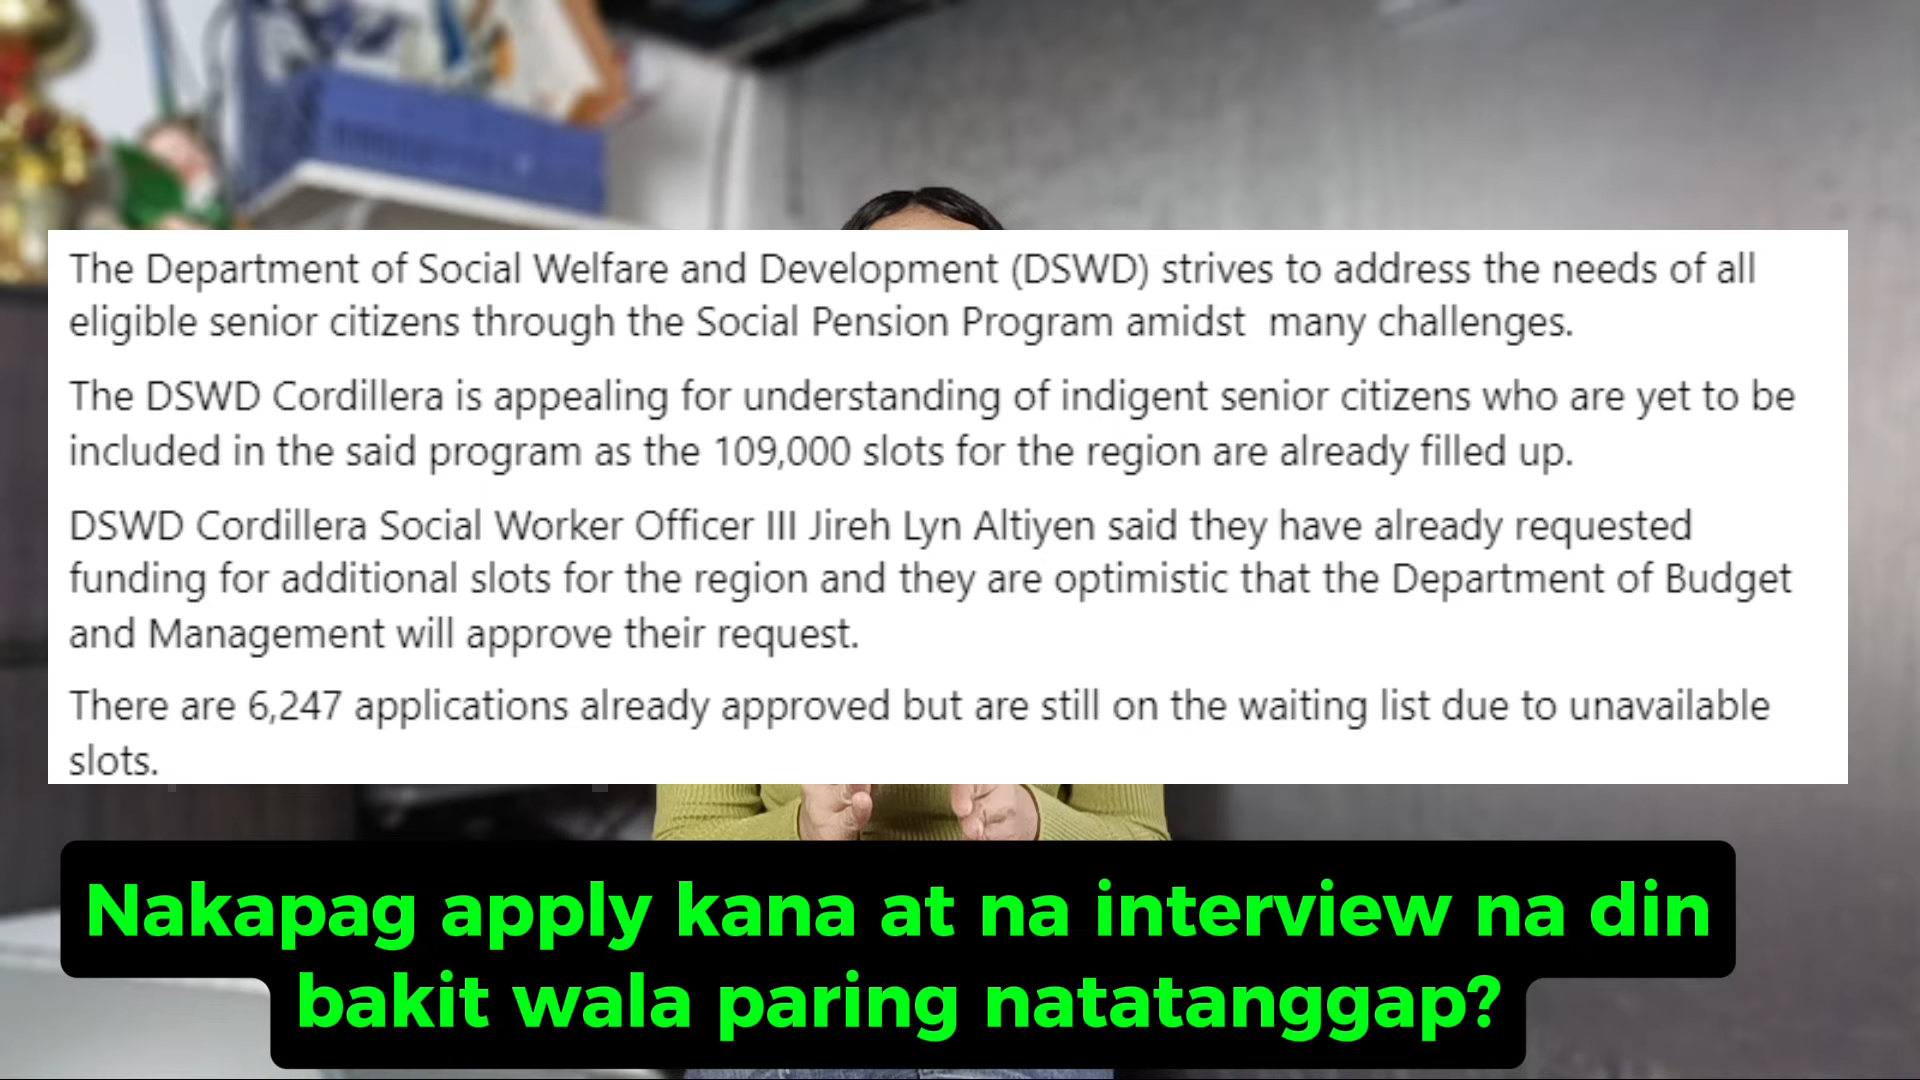 The Department of Social Welfare and Development (DSWD) strives to address the needs of all
eligible senior citizens through the Social Pension Program amidst  many challenges.
The DSWD Cordillera is appealing for understanding of indigent senior citizens who are yet to be
included in the said program as the 109,000 slots for the region are already filled up.
DSWD Cordillera Social Worker Officer III Jireh Lyn Altiyen said they have already requested
funding for additional slots for the region and they are optimistic that the Department of Budget
and Management will approve their request.
There are 6,247 applications already approved but are still on the waiting list due to unavailable
slots.
Nakapag apply kana at na interview na din
bakit wala paring natatanggap?